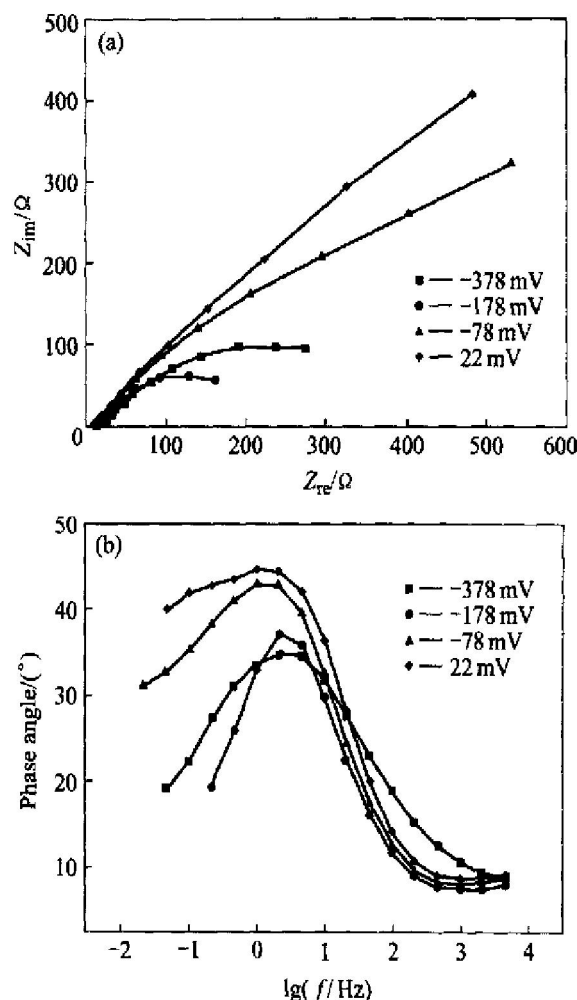 (a)
500
400
300
200
100
0
Z_im/Ω
-378 mV
-178 mV
-78 mV
22 mV
100 200 300 400 500 600
Z_re/Ω
(b)
50
40
30
20
10
Phase angle/(°)
-378 mV
-178 mV
-78 mV
22 mV
-2 -1 0 1 2 3 4
lg(f/Hz)